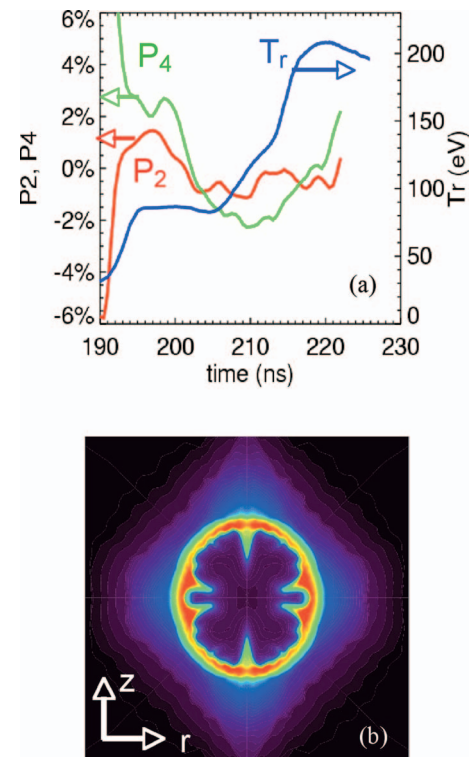 6%
4%
2%
0%
-2%
-4%
-6%
P2, P4
P4
P2
Tr
200
150
100
50
0
Tr (eV)
(a)
190 200 210 220 230
time (ns)
z
r
(b)